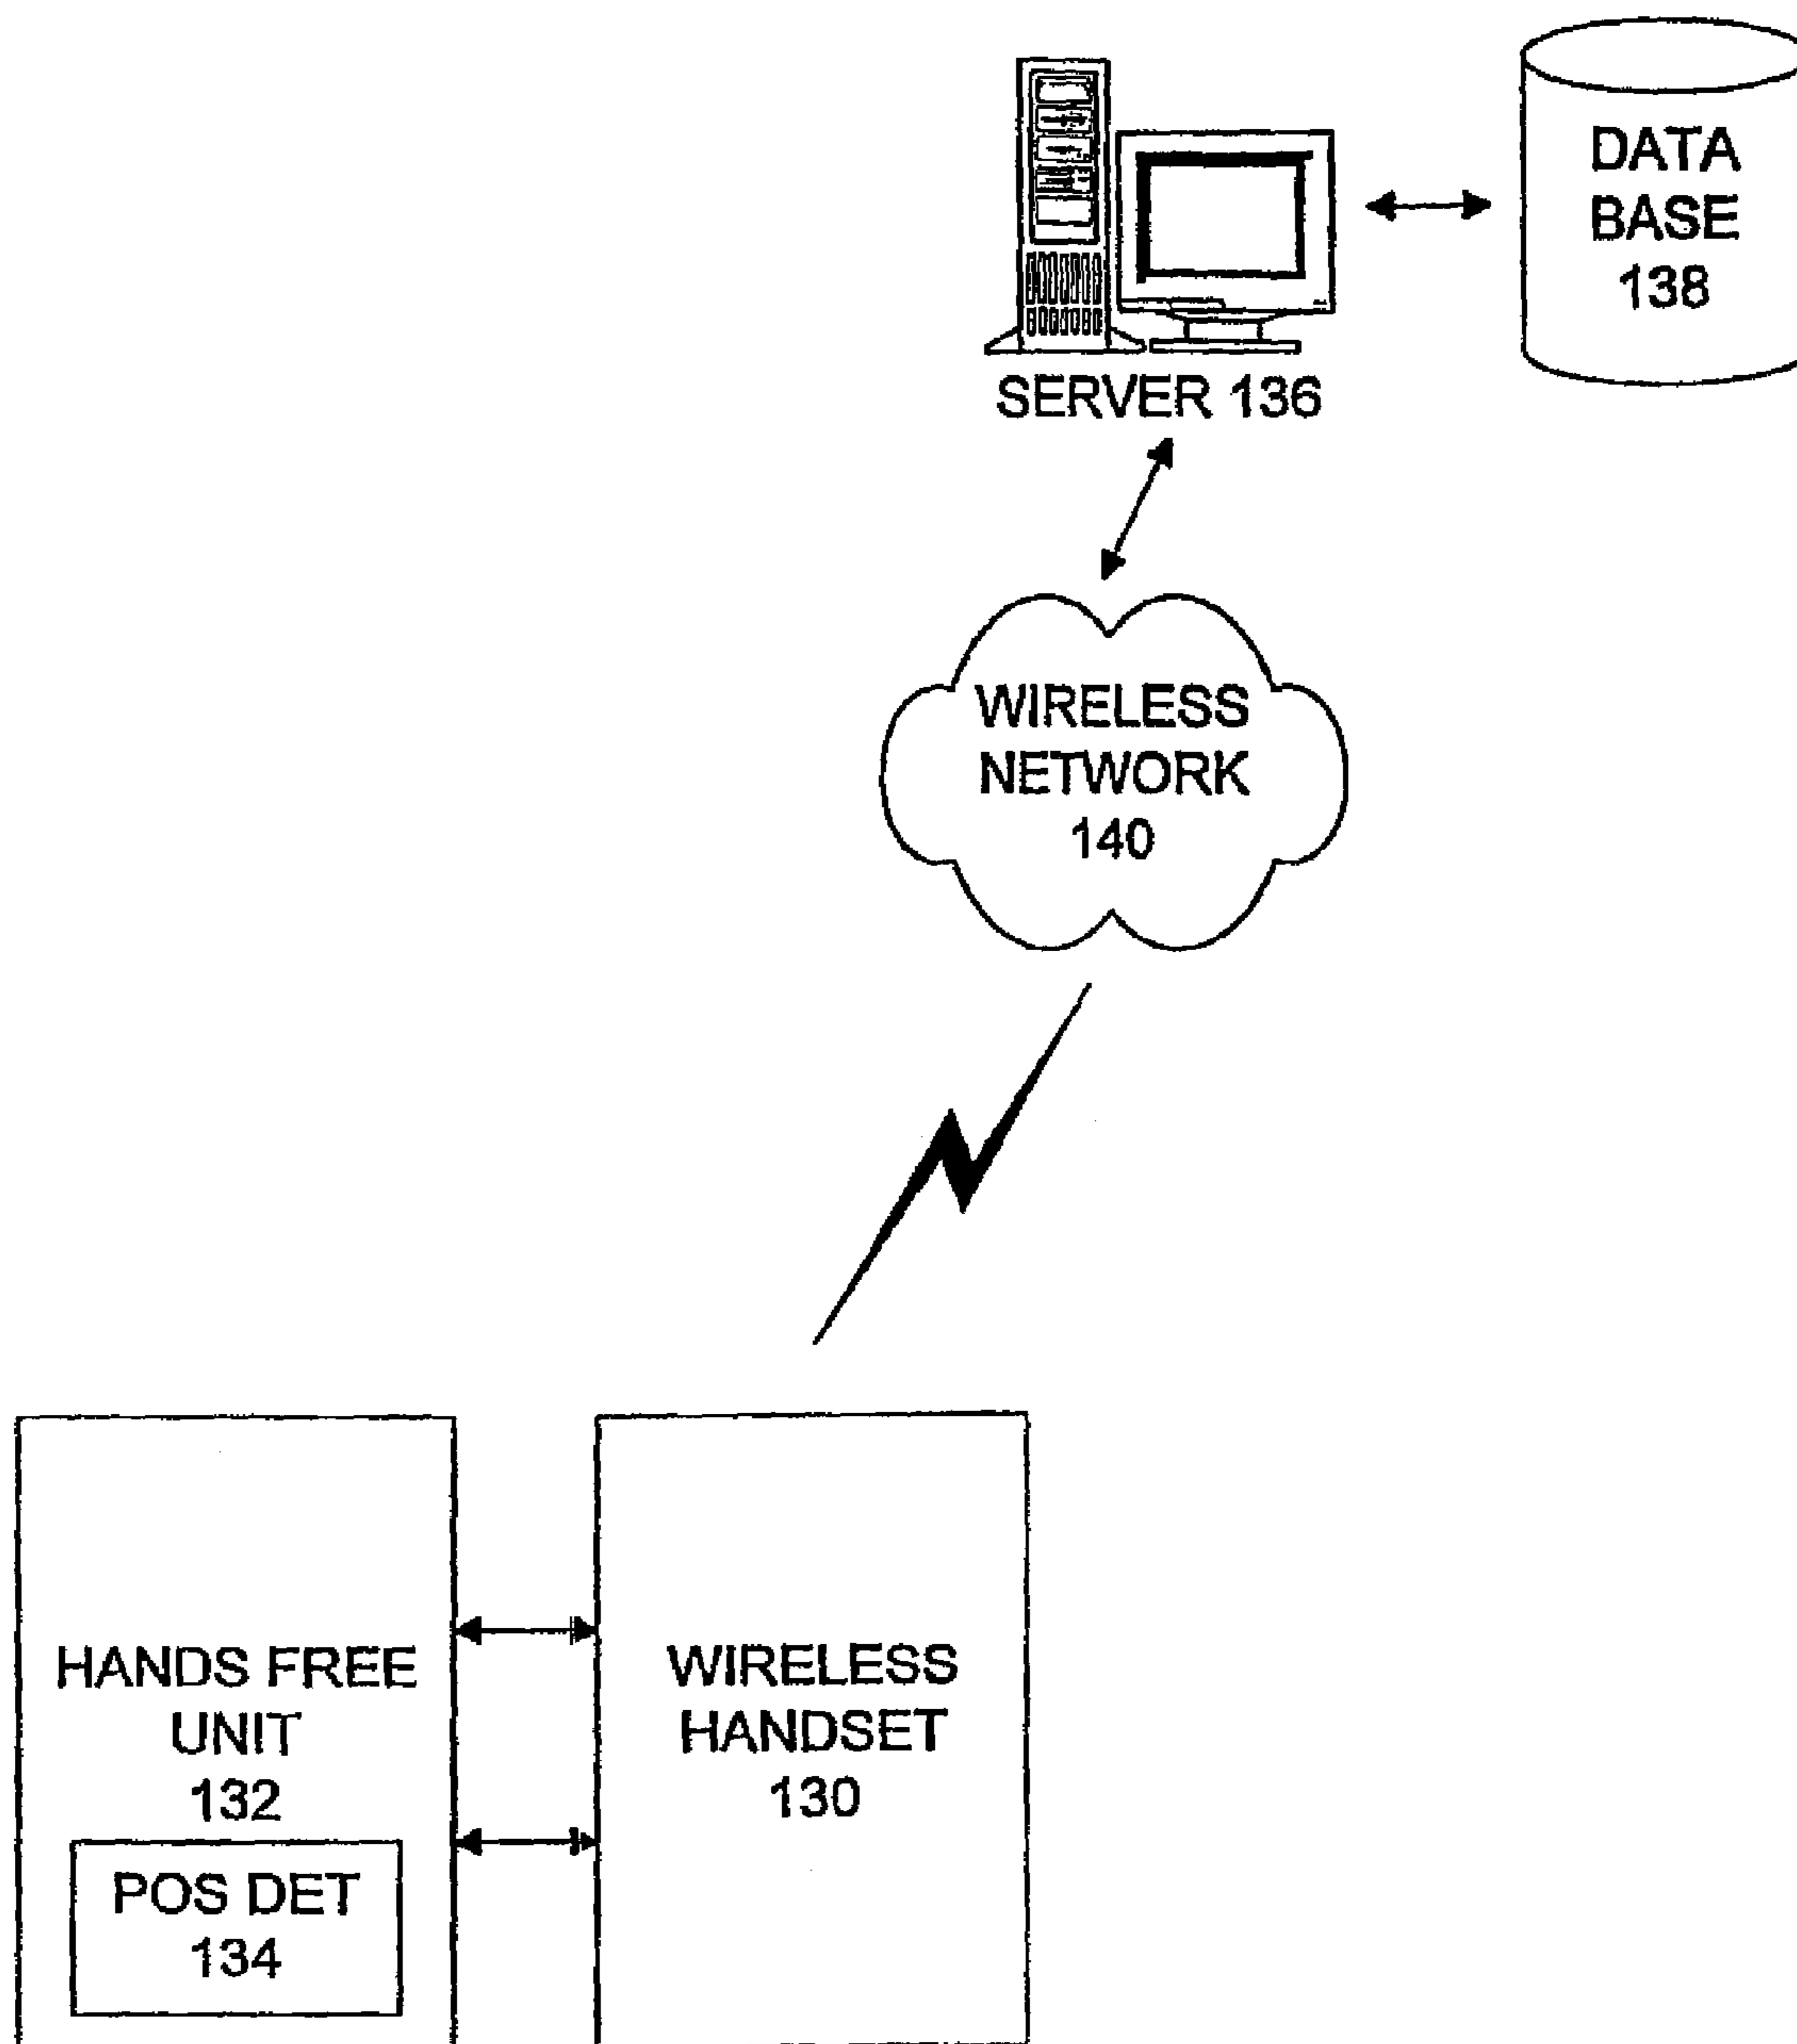 DATA
BASE
138
SERVER 136
WIRELESS
NETWORK
140
HANDS FREE
UNIT
132
POS DET
134
WIRELESS
HANDSET
130